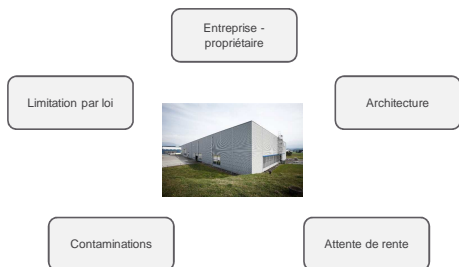 Entreprise -
propriétaire
Limitation par loi
Architecture
Contaminations
Attente de rente